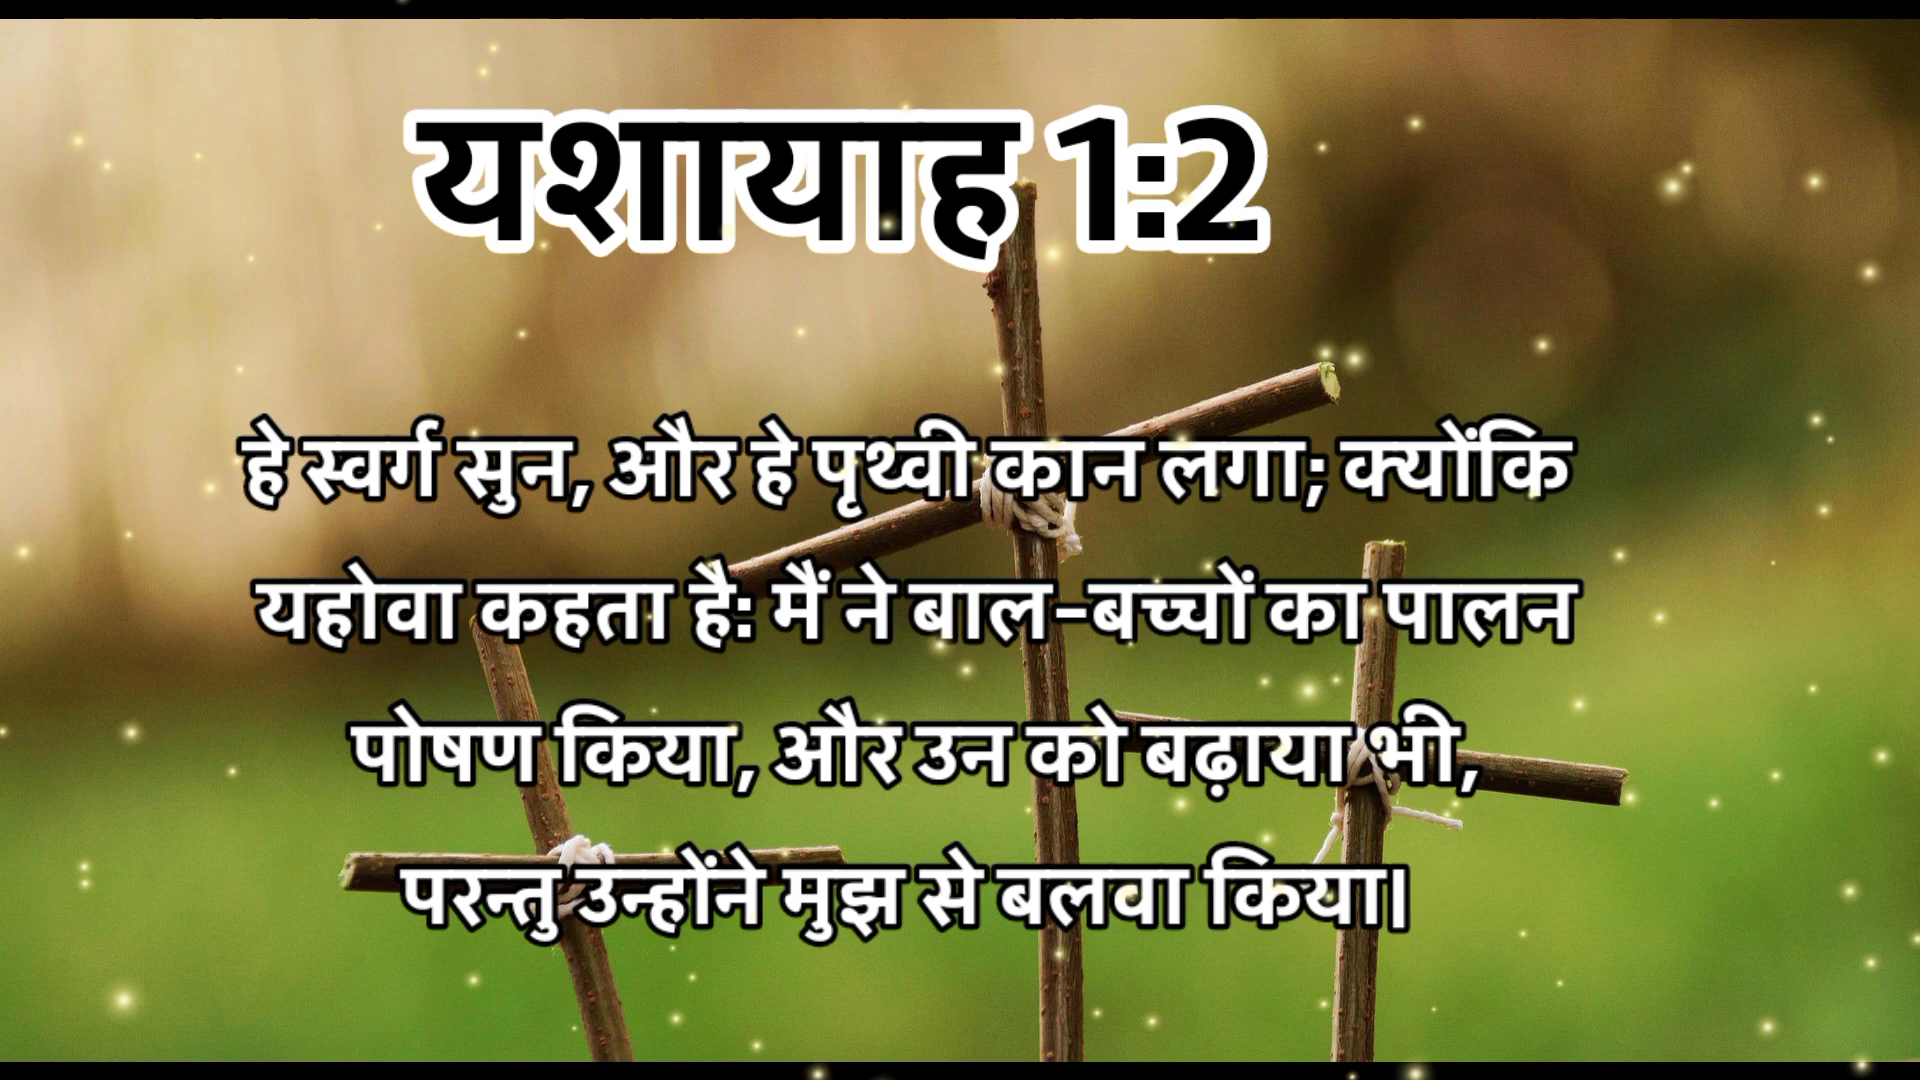 यशायाह 1:2
हे स्वर्ग सुन, और हे पृथ्वी कान लगा; क्योंकि
यहोवा कहता है: मैं ने बाल-बच्चों का पालन
पोषण किया, और उन को बढ़ाया भी,
परन्तु उन्होंने मुझ से बलवा किया।